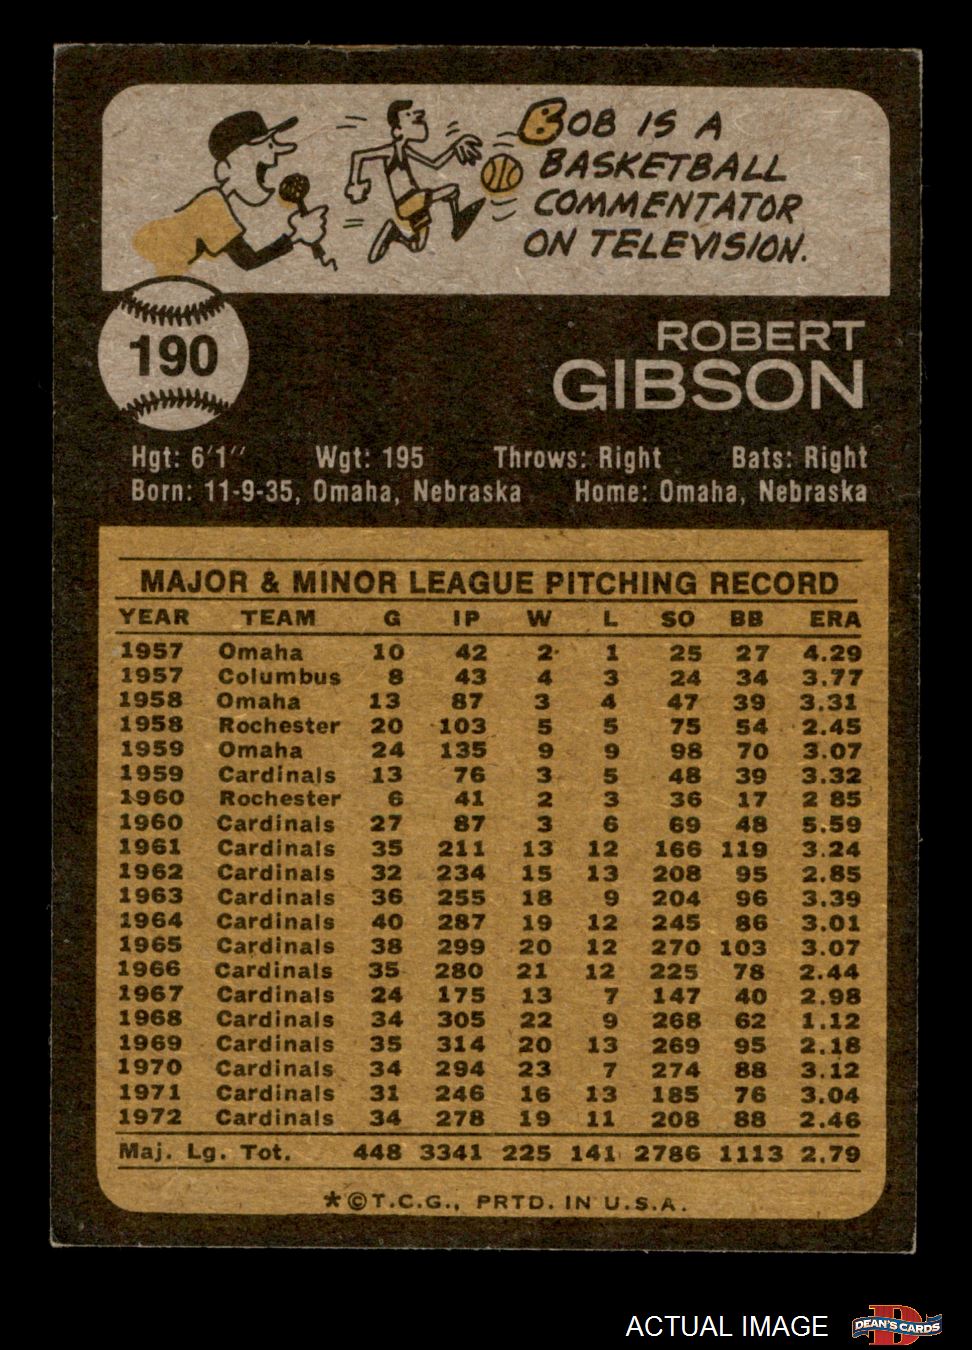 BOB IS A
BASKETBALL
COMMENTATOR
ON TELEVISION.
190
ROBERT
GIBSON
Hgt: 6'1" Wgt: 195 Throws: Right Bats: Right
Born: 11-9-35, Omaha, Nebraska Home: Omaha, Nebraska
MAJOR & MINOR LEAGUE PITCHING RECORD
YEAR TEAM G IP W L SO BB ERA
1957 Omaha 10 42 2 1 25 27 4.29
1957 Columbus 8 43 4 3 24 34 3.77
1958 Omaha 13 87 3 4 47 39 3.31
1958 Rochester 20 103 5 5 75 54 2.45
1959 Omaha 24 135 9 9 98 70 3.07
1959 Cardinals 13 76 3 5 48 39 3.32
1960 Rochester 6 41 2 3 36 17 2 85
1960 Cardinals 27 87 3 6 69 48 5.59
1961 Cardinals 35 211 13 12 166 119 3.24
1962 Cardinals 32 234 15 13 208 95 2.85
1963 Cardinals 36 255 18 9 204 96 3.39
1964 Cardinals 40 287 19 12 245 86 3.01
1965 Cardinals 38 299 20 12 270 103 3.07
1966 Cardinals 35 280 21 12 225 78 2.44
1967 Cardinals 24 175 13 7 147 40 2.98
1968 Cardinals 34 305 22 9 268 62 1.12
1969 Cardinals 35 314 20 13 269 95 2.18
1970 Cardinals 34 294 23 7 274 88 3.12
1971 Cardinals 31 246 16 13 185 76 3.04
1972 Cardinals 34 278 19 11 208 88 2.46
Maj. Lg. Tot. 448 3341 225 141 2786 1113 2.79
*©T.C.G., PRTD. IN U.S.A.
ACTUAL IMAGE
D
DEAN'S CARDS